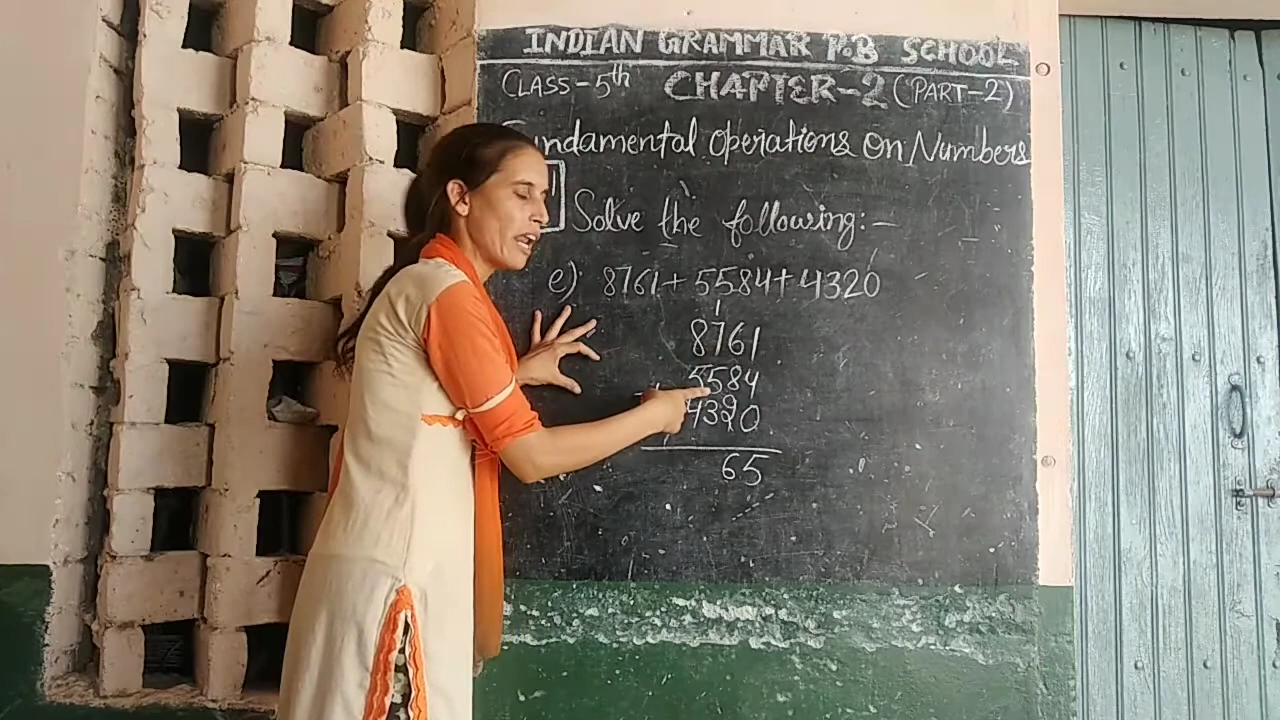 INDIAN GRAMMAR P.B SCHOOL
CLASS-5th CHAPTER-2 (PART-2)
Fundamental Operations On Numbers
Solve the following:-
e) 8761+5584+4320
1
8761
5584
4320
65